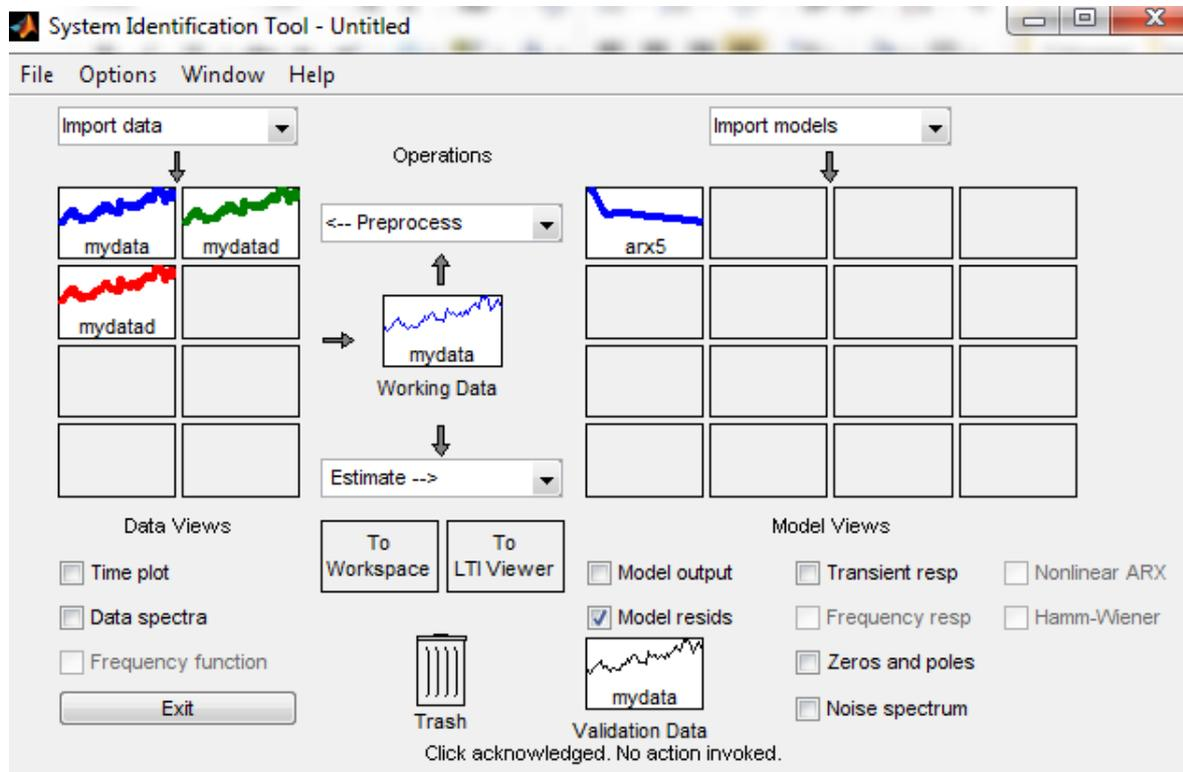 System Identification Tool - Untitled
File Options Window Help
Import data
Import models
Operations
mydata mydatad
<-- Preprocess
arx5
mydatad
mydata
Working Data
Estimate -->
Data Views
Model Views
To Workspace
To LTI Viewer
Time plot
Model output
Transient resp
Nonlinear ARX
Data spectra
Model resids
Frequency resp
Hamm-Wiener
Frequency function
Zeros and poles
mydata
Exit
Trash
Validation Data
Noise spectrum
Click acknowledged. No action invoked.